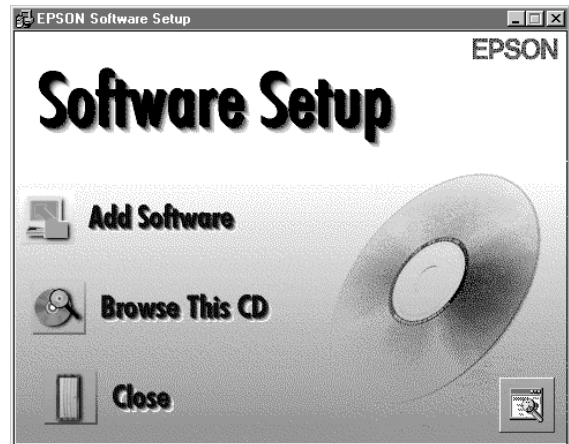 EPSON Software Setup
EPSON
Software Setup
Add Software
Browse This CD
Close